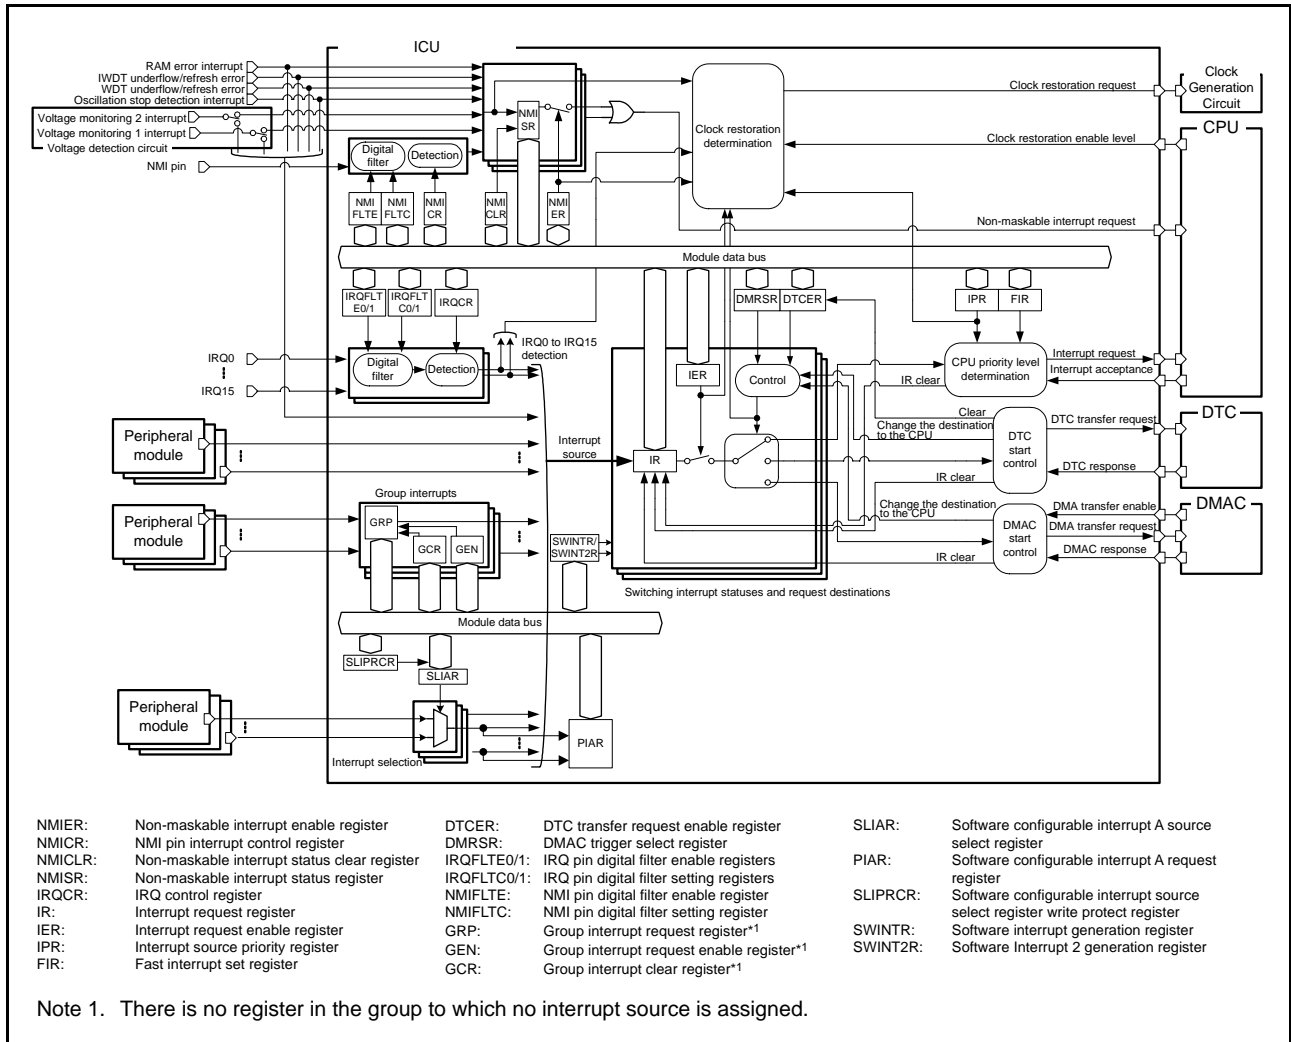 ICU
RAM error interrupt
IWDT underflow/refresh error
WDT underflow/refresh error
Oscillation stop detection interrupt
Voltage monitoring 2 interrupt
Voltage monitoring 1 interrupt
Voltage detection circuit
NMI pin
Digital
filter
Detection
NMI
SR
NMI
FLTE
NMI
FLTC
NMI
CR
NMI
CLR
NMI
ER
Clock restoration
determination
Clock restoration request
Clock
Generation
Circuit
Clock restoration enable level
CPU
Non-maskable interrupt request
Module data bus
IRQFLT
E0/1
IRQFLT
C0/1
IRQCR
DMRSR
DTCER
IPR
FIR
IRQ0
IRQ15
Digital
filter
Detection
IRQ0 to IRQ15
detection
IER
Control
IR clear
CPU priority level
determination
Interrupt request
Interrupt acceptance
Peripheral
module
Interrupt
source
IR
Clear
Change the destination
to the CPU
DTC
start
control
DTC transfer request
DTC response
DTC
IR clear
Peripheral
module
Group interrupts
GRP
GCR
GEN
SWINTR/
SWINT2R
Change the destination
to the CPU
DMAC
start
control
DMA transfer enable
DMA transfer request
DMAC response
DMAC
IR clear
Switching interrupt statuses and request destinations
Module data bus
SLIPRCR
SLIAR
Peripheral
module
Interrupt selection
PIAR
NMIER: Non-maskable interrupt enable register
NMICR: NMI pin interrupt control register
NMICLR: Non-maskable interrupt status clear register
NMISR: Non-maskable interrupt status register
IRQCR: IRQ control register
IR: Interrupt request register
IER: Interrupt request enable register
IPR: Interrupt source priority register
FIR: Fast interrupt set register
DTCER: DTC transfer request enable register
DMRSR: DMAC trigger select register
IRQFLTE0/1: IRQ pin digital filter enable registers
IRQFLTC0/1: IRQ pin digital filter setting registers
NMIFLTE: NMI pin digital filter enable register
NMIFLTC: NMI pin digital filter setting register
GRP: Group interrupt request register*1
GEN: Group interrupt request enable register*1
GCR: Group interrupt clear register*1
SLIAR: Software configurable interrupt A source
select register
PIAR: Software configurable interrupt A request
register
SLIPRCR: Software configurable interrupt source
select register write protect register
SWINTR: Software interrupt generation register
SWINT2R: Software Interrupt 2 generation register
Note 1. There is no register in the group to which no interrupt source is assigned.